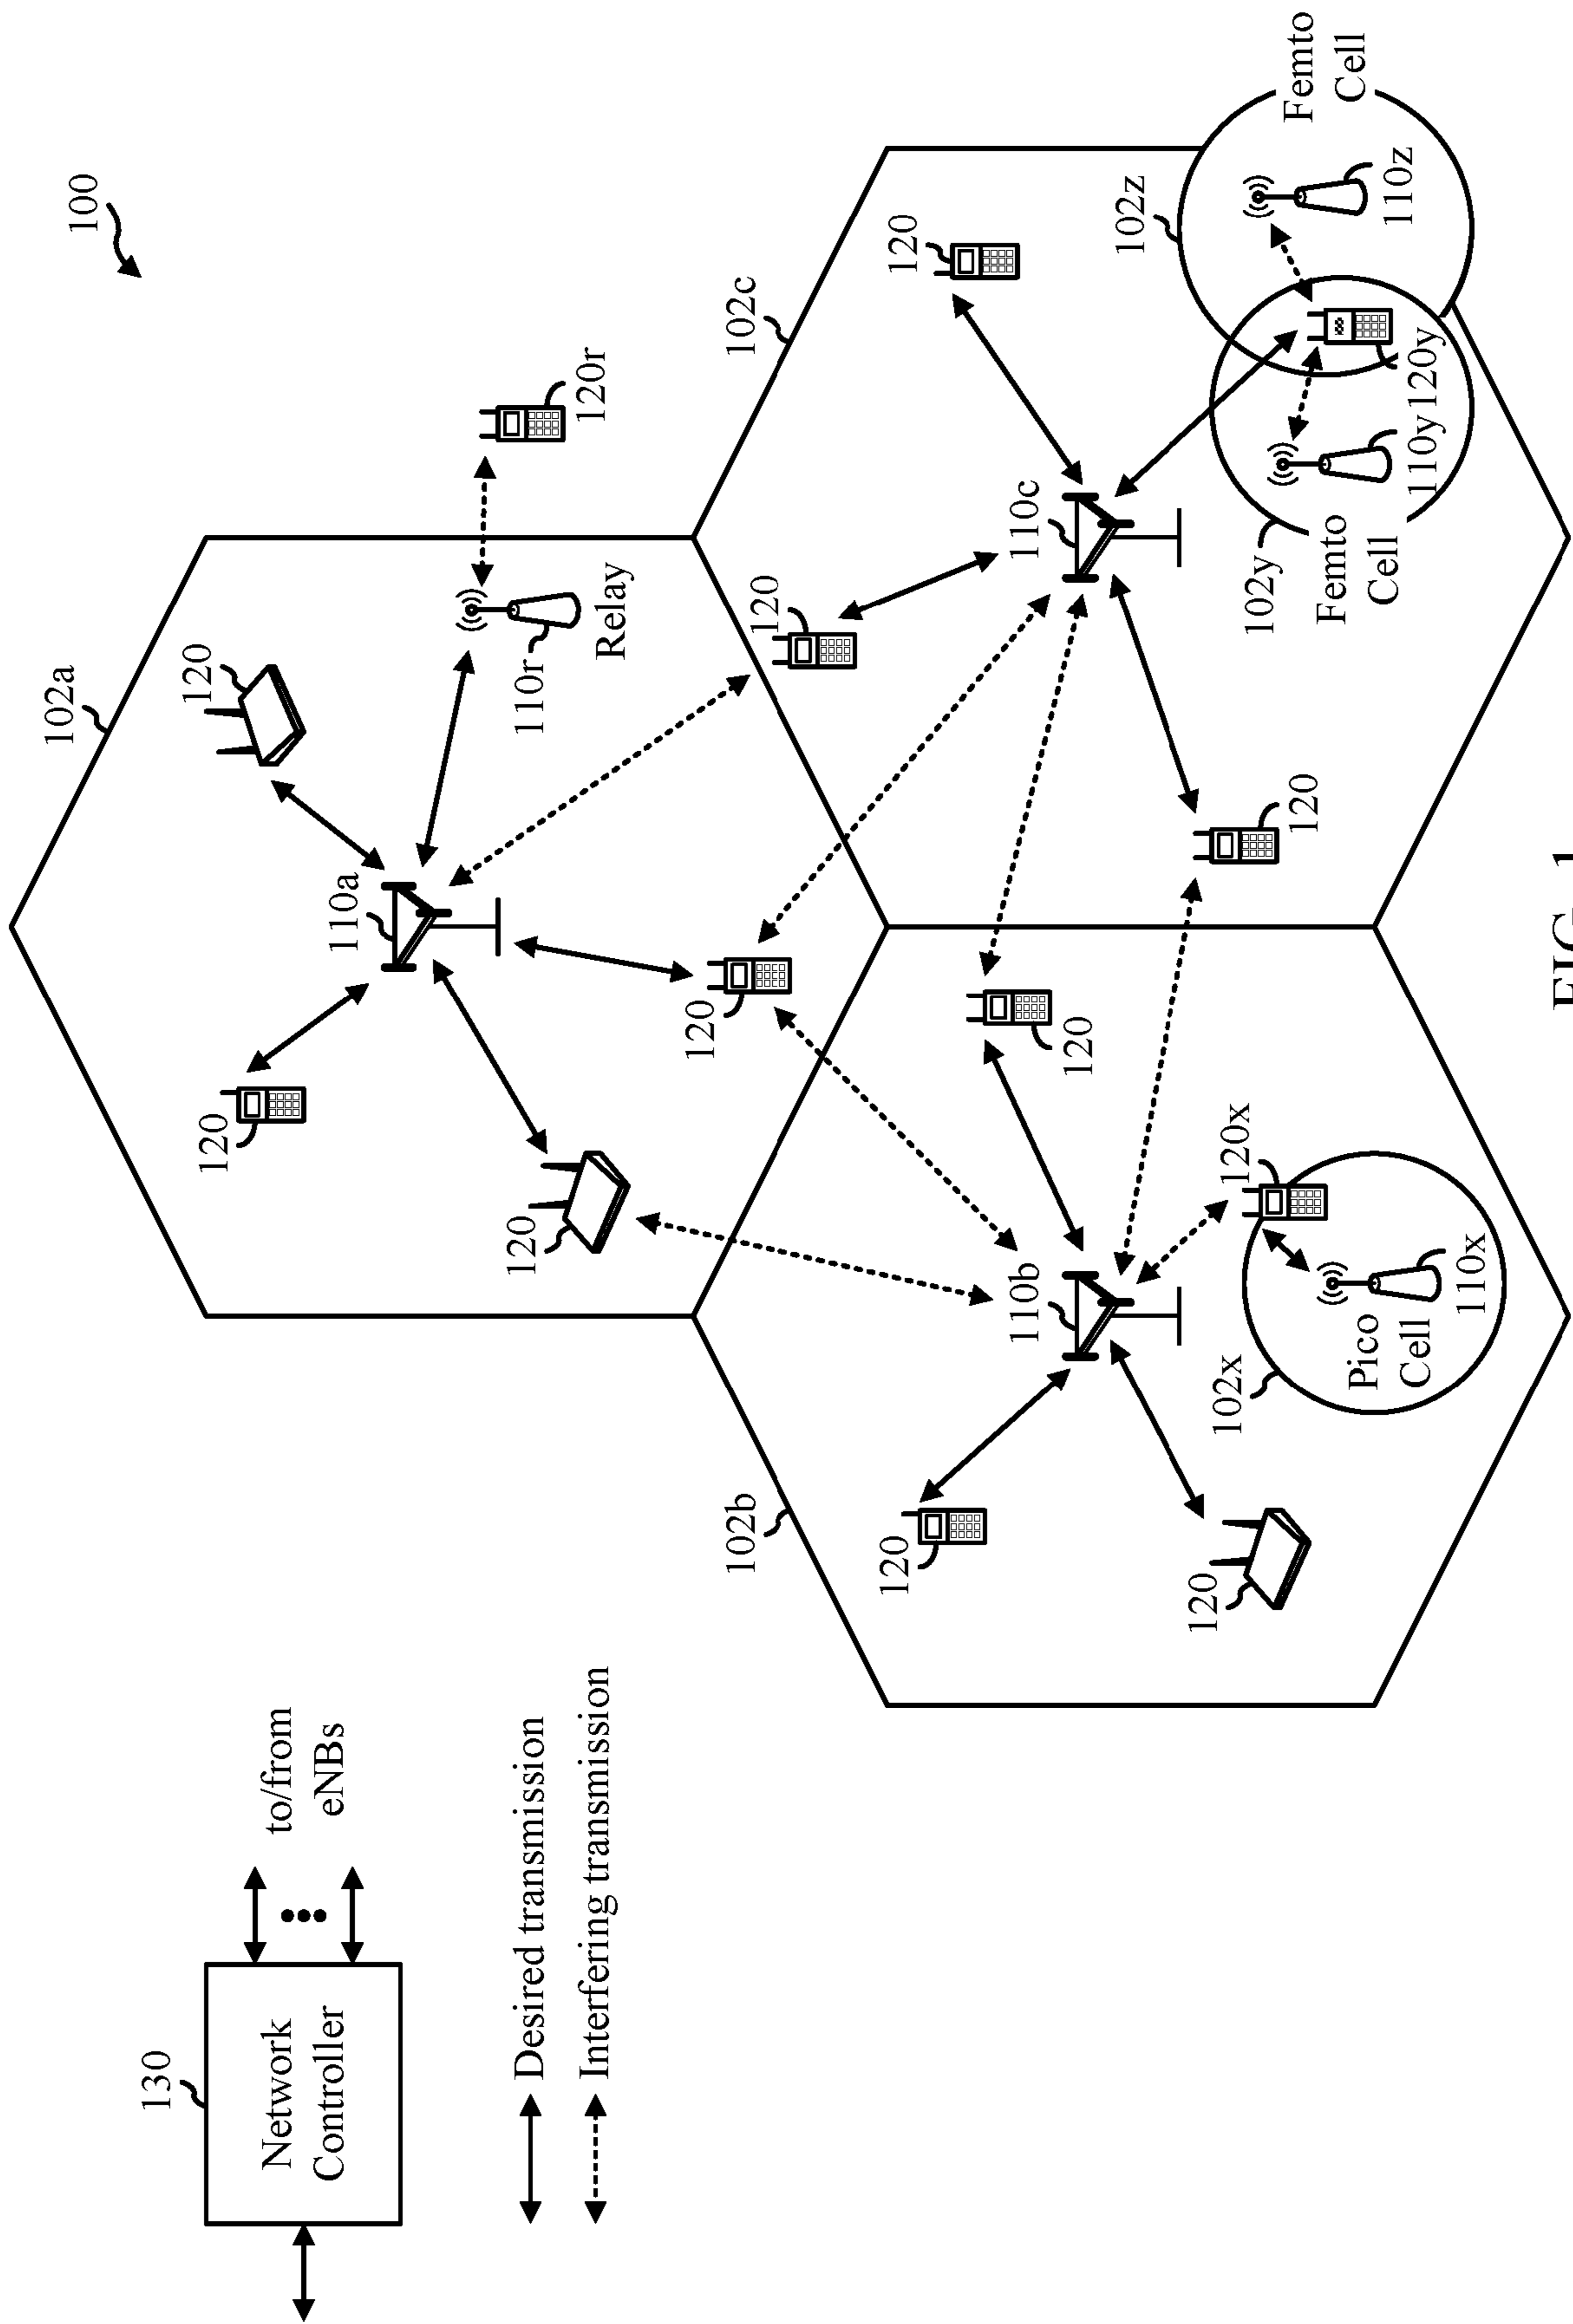 100
130
Network
Controller
to/from
eNBs
Desired transmission
Interfering transmission
102a
120
120
110a
120
110r
Relay
120r
120
120
102b
102c
120
120
110b
120
120
120x
102x
Pico
Cell
110x
120
110c
120
120
102z
102y
Femto
Cell
110y
120y
110z
Femto
Cell